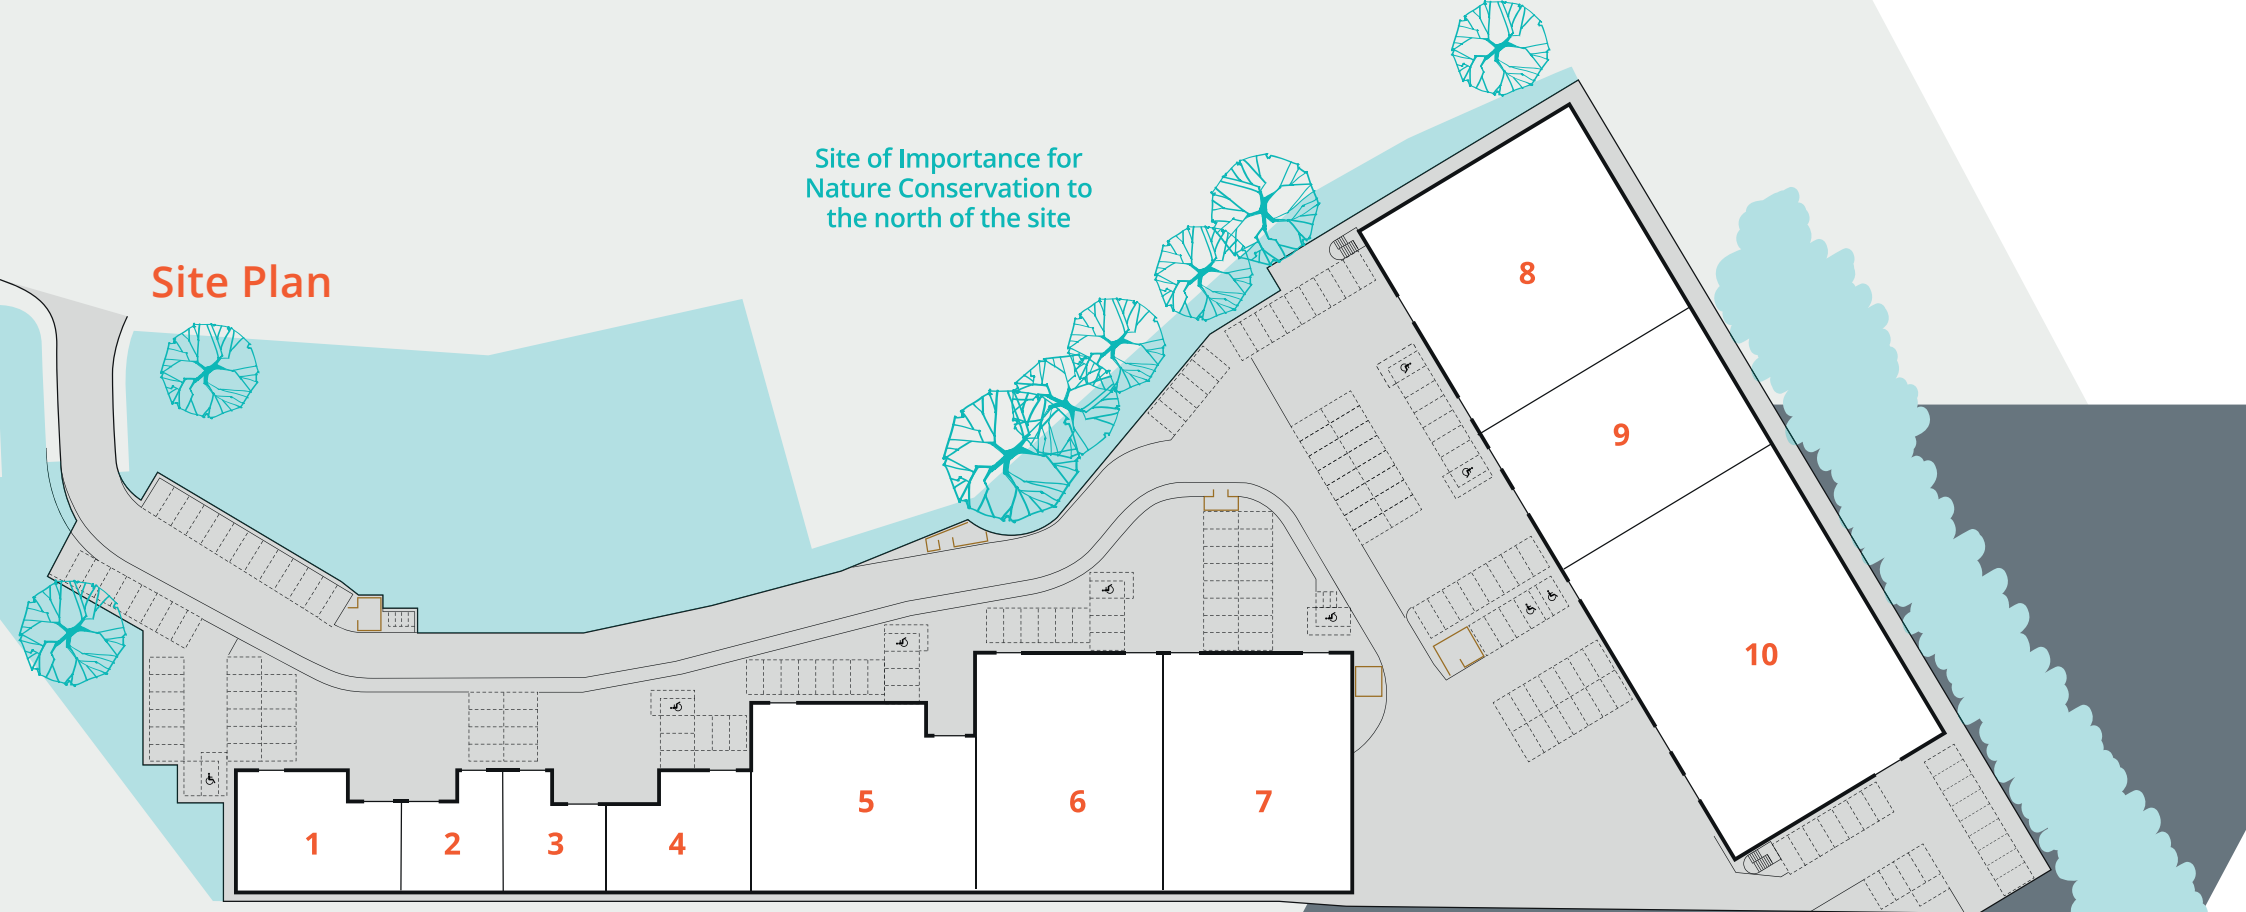 Site of Importance for
Nature Conservation to
the north of the site
Site Plan
8
9
10
1
2
3
4
5
6
7